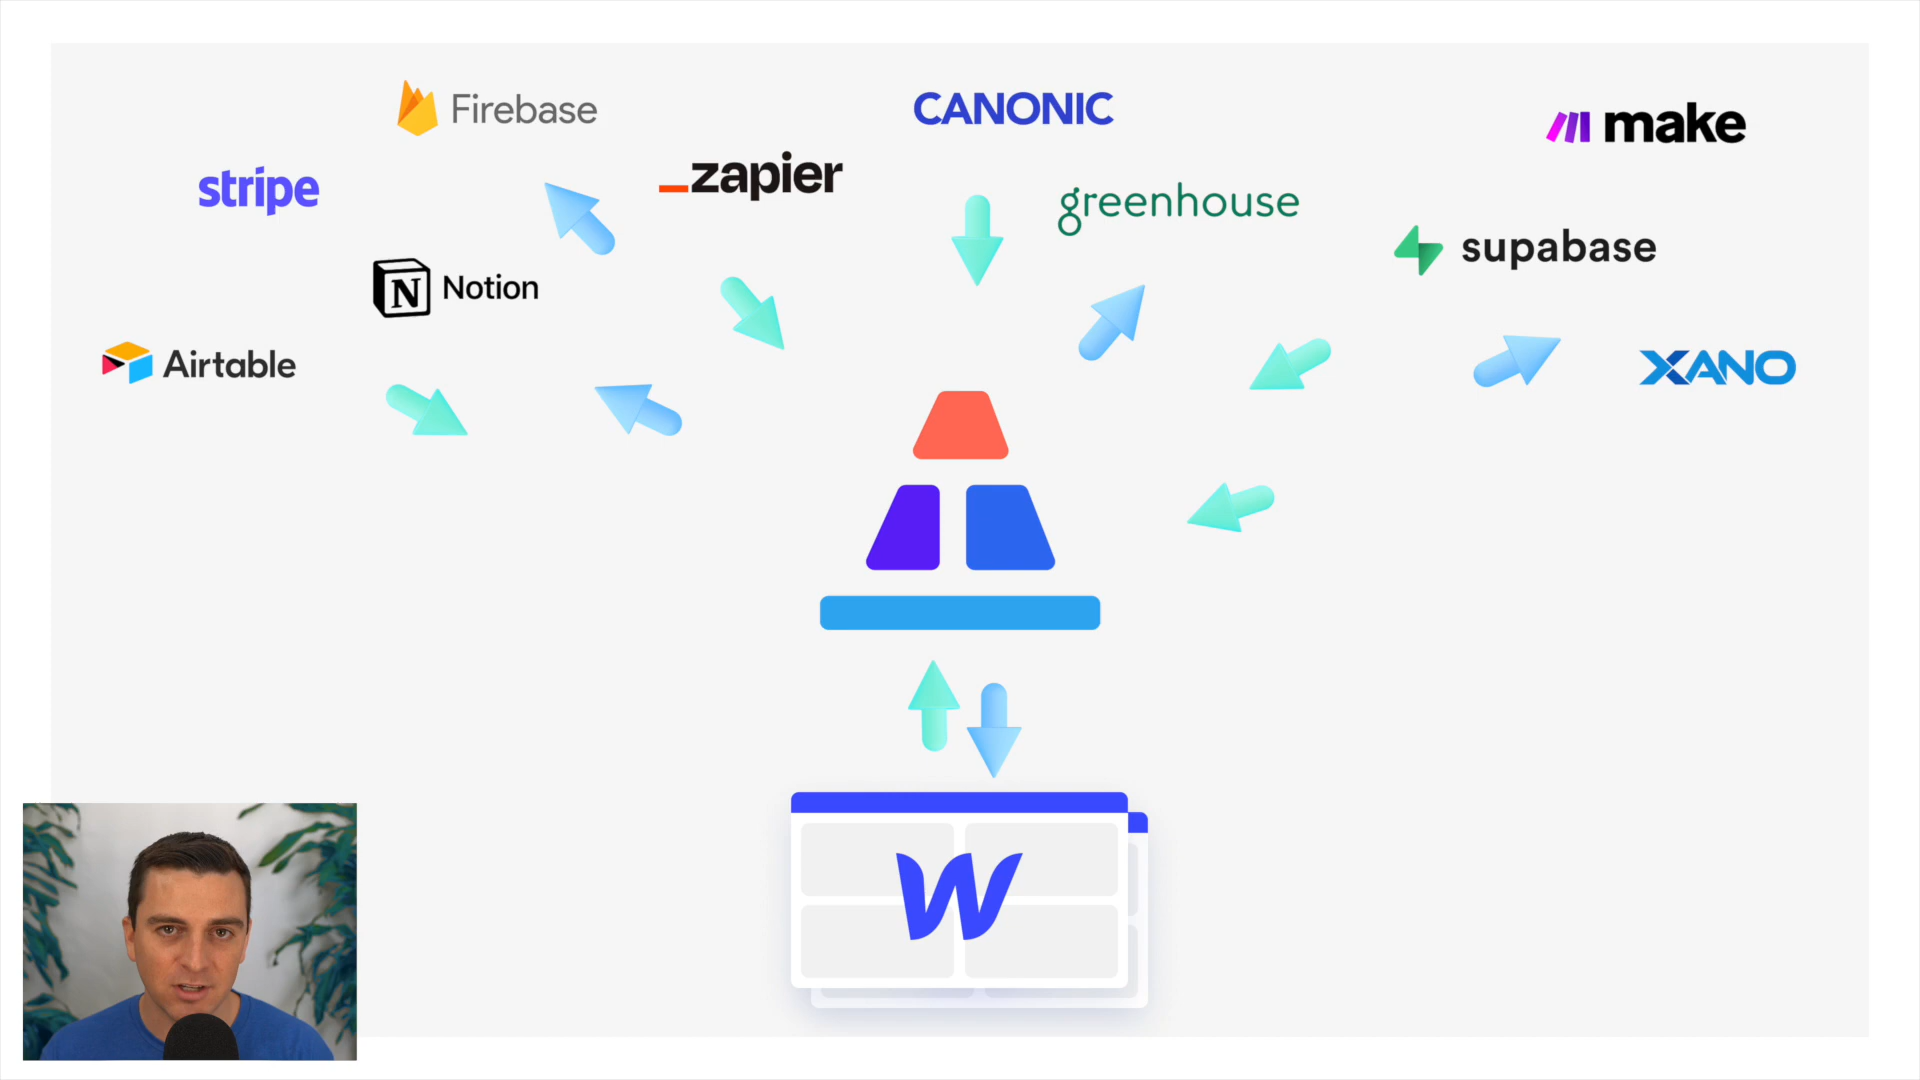 Firebase
CANONIC
make
stripe
zapier
greenhouse
supabase
N Notion
Airtable
XANO
W